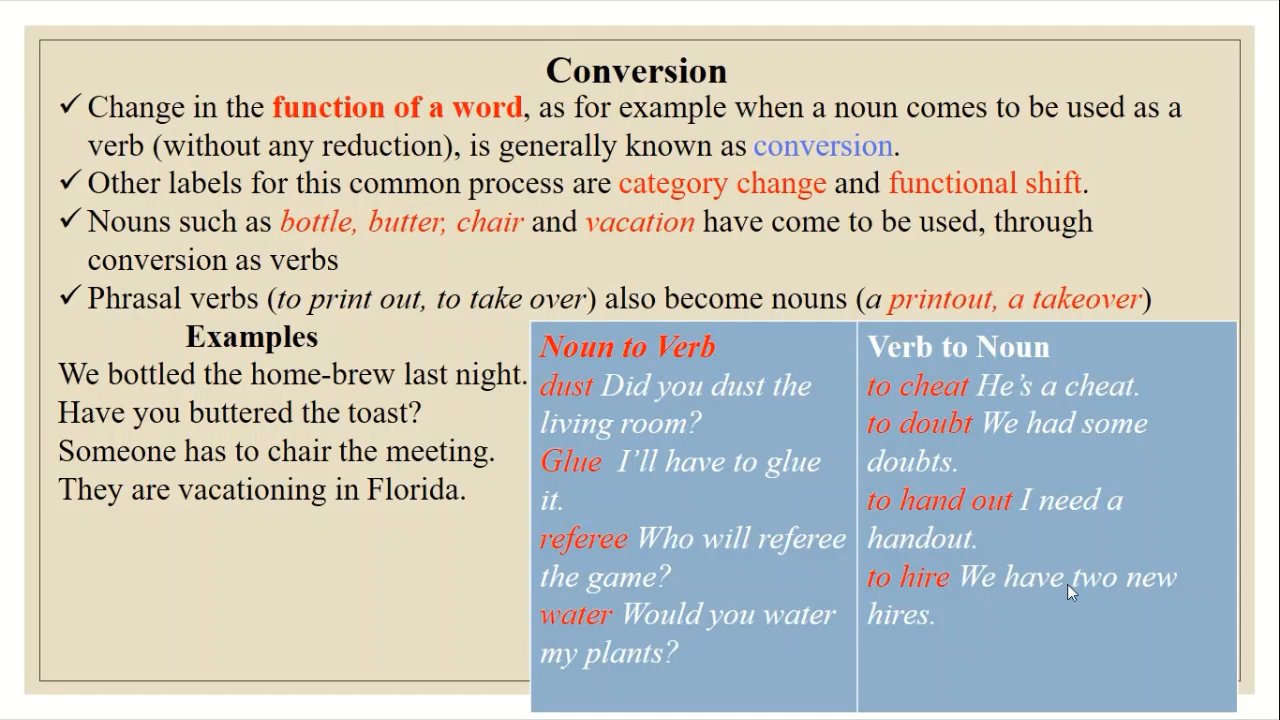 Conversion
✓ Change in the function of a word, as for example when a noun comes to be used as a
verb (without any reduction), is generally known as conversion.
✓ Other labels for this common process are category change and functional shift.
✓ Nouns such as bottle, butter, chair and vacation have come to be used, through
conversion as verbs
✓ Phrasal verbs (to print out, to take over) also become nouns (a printout, a takeover)
Examples
We bottled the home-brew last night.
Have you buttered the toast?
Someone has to chair the meeting.
They are vacationing in Florida.
Noun to Verb
dust Did you dust the
living room?
Glue I’ll have to glue
it.
referee Who will referee
the game?
water Would you water
my plants?
Verb to Noun
to cheat He’s a cheat.
to doubt We had some
doubts.
to hand out I need a
handout.
to hire We have two new
hires.